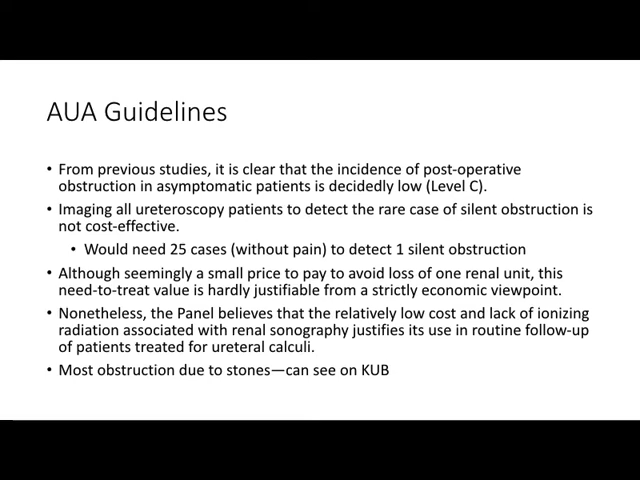 AUA Guidelines
• From previous studies, it is clear that the incidence of post-operative
obstruction in asymptomatic patients is decidedly low (Level C).
• Imaging all ureteroscopy patients to detect the rare case of silent obstruction is
not cost-effective.
• Would need 25 cases (without pain) to detect 1 silent obstruction
• Although seemingly a small price to pay to avoid loss of one renal unit, this
need-to-treat value is hardly justifiable from a strictly economic viewpoint.
• Nonetheless, the Panel believes that the relatively low cost and lack of ionizing
radiation associated with renal sonography justifies its use in routine follow-up
of patients treated for ureteral calculi.
• Most obstruction due to stones—can see on KUB